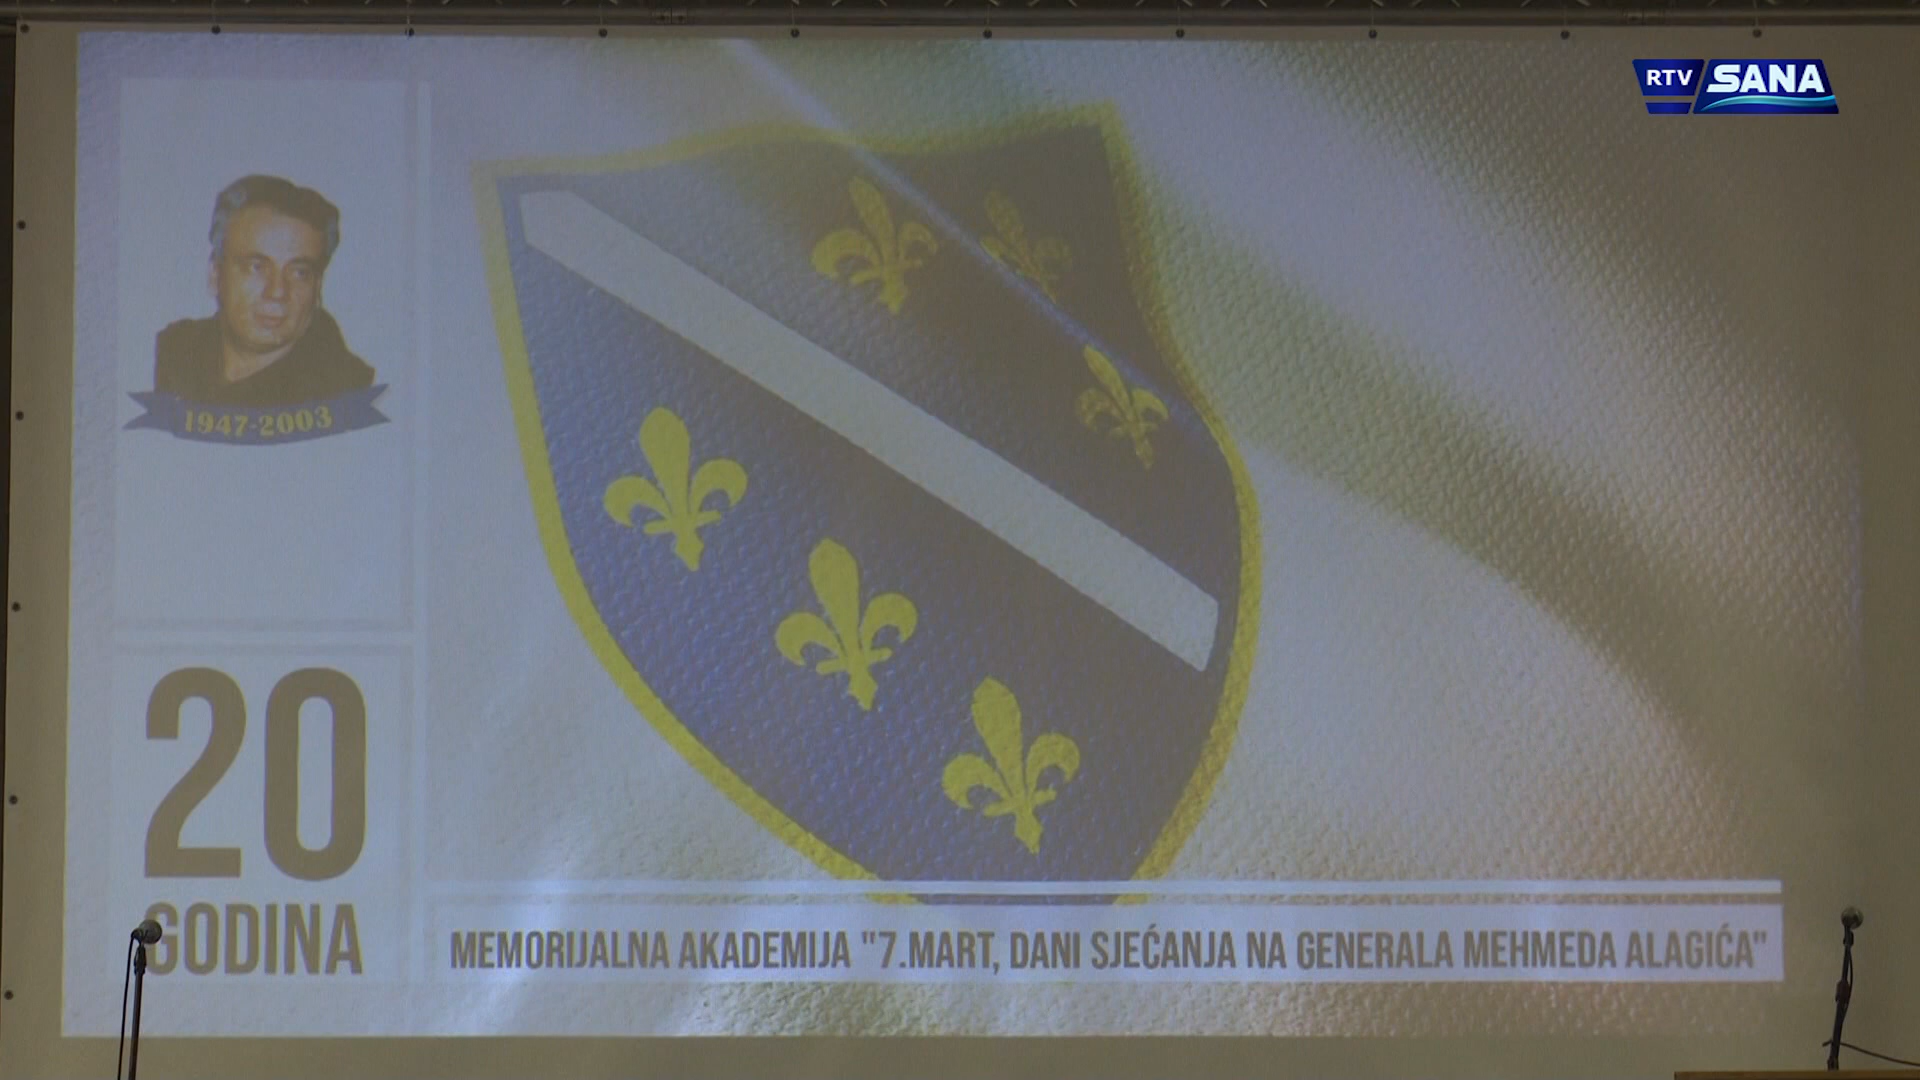 RTV SANA
1947-2003
20
GODINA
MEMORIJALNA AKADEMIJA "7.MART, DANI SJEĆANJA NA GENERALA MEHMEDA ALAGIĆA"